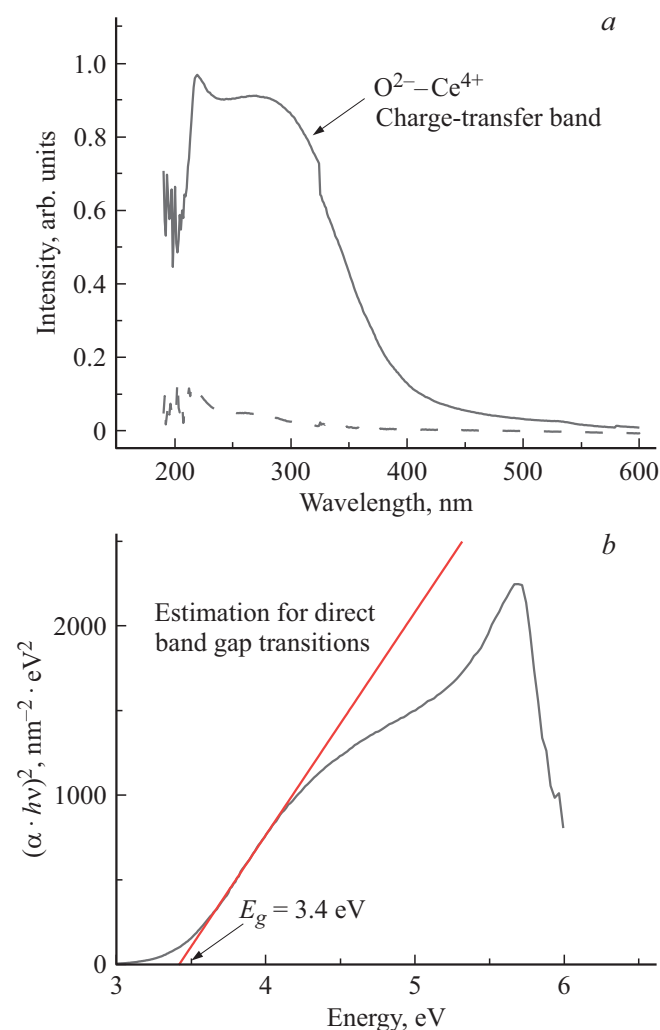 a
1.0
0.8
0.6
0.4
0.2
0
Intensity, arb. units
O²⁻–Ce⁴⁺
Charge-transfer band
200 300 400 500 600
Wavelength, nm
b
2000
1000
0
(α · hν)², nm⁻² · eV²
Estimation for direct
band gap transitions
E_g = 3.4 eV
3 4 5 6
Energy, eV